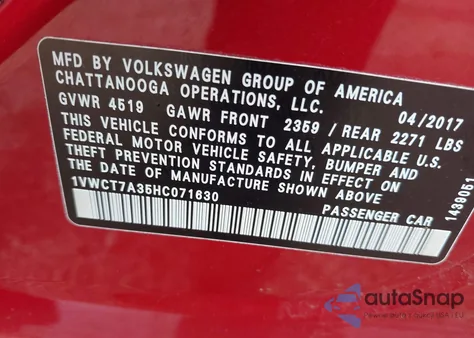 MFD BY VOLKSWAGEN GROUP OF AMERICA
CHATTANOOGA OPERATIONS, LLC. 04/2017
GVWR 4519 GAWR FRONT 2359 / REAR 2271 LBS
THIS VEHICLE CONFORMS TO ALL APPLICABLE U.S.
FEDERAL MOTOR VEHICLE SAFETY, BUMPER AND
THEFT PREVENTION STANDARDS IN EFFECT ON
THE DATE OF MANUFACTURE SHOWN ABOVE
1VWCT7A35HC071630
PASSENGER CAR
1439051
autoSnap